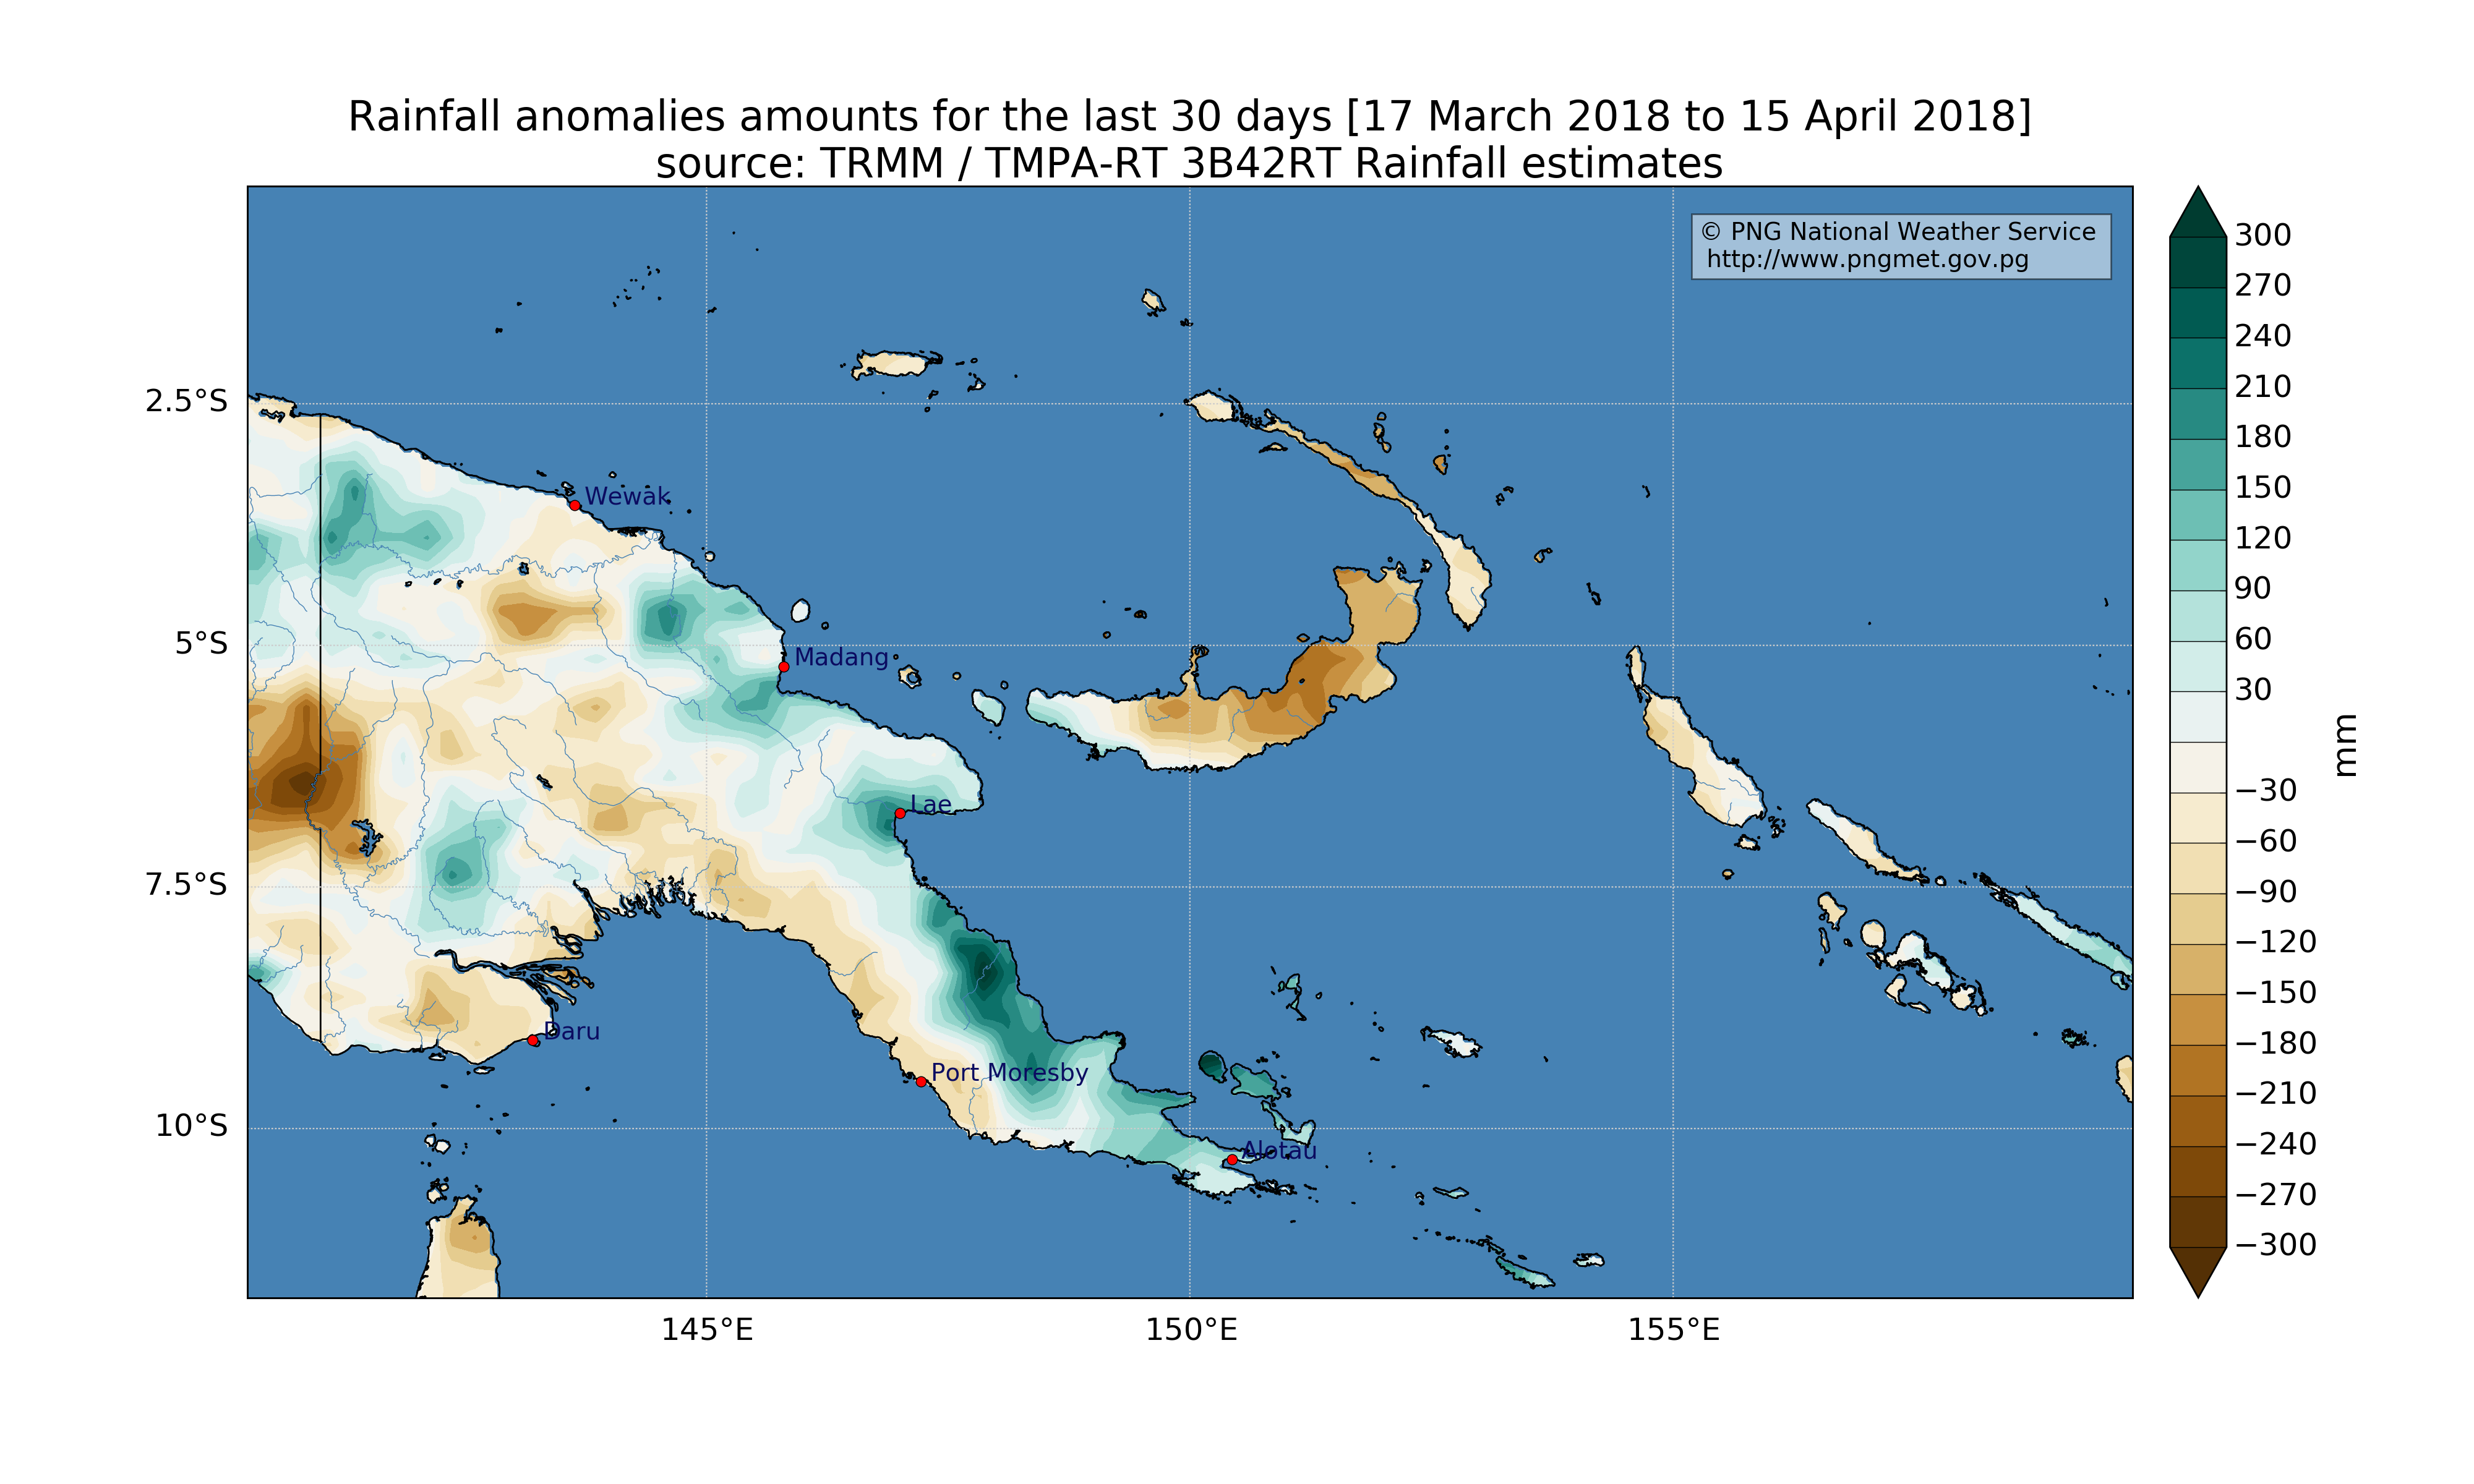 Rainfall anomalies amounts for the last 30 days [17 March 2018 to 15 April 2018]
source: TRMM / TMPA-RT 3B42RT Rainfall estimates
© PNG National Weather Service
http://www.pngmet.gov.pg
2.5°S
5°S
7.5°S
10°S
Wewak
Madang
Lae
Daru
Port Moresby
Alotau
145°E
150°E
155°E
300
270
240
210
180
150
120
90
60
30
−30
−60
−90
−120
−150
−180
−210
−240
−270
−300
mm